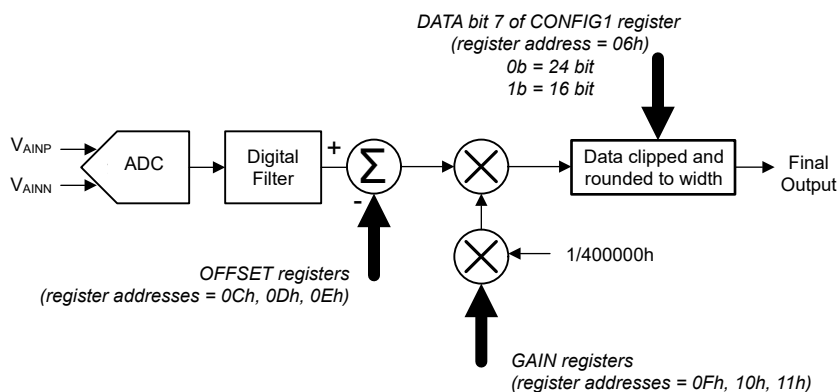 DATA bit 7 of CONFIG1 register
(register address = 06h)
0b = 24 bit
1b = 16 bit
V_AINP
V_AINN
ADC
Digital
Filter
+
-
Σ
Data clipped and
rounded to width
Final
Output
1/400000h
OFFSET registers
(register addresses = 0Ch, 0Dh, 0Eh)
GAIN registers
(register addresses = 0Fh, 10h, 11h)